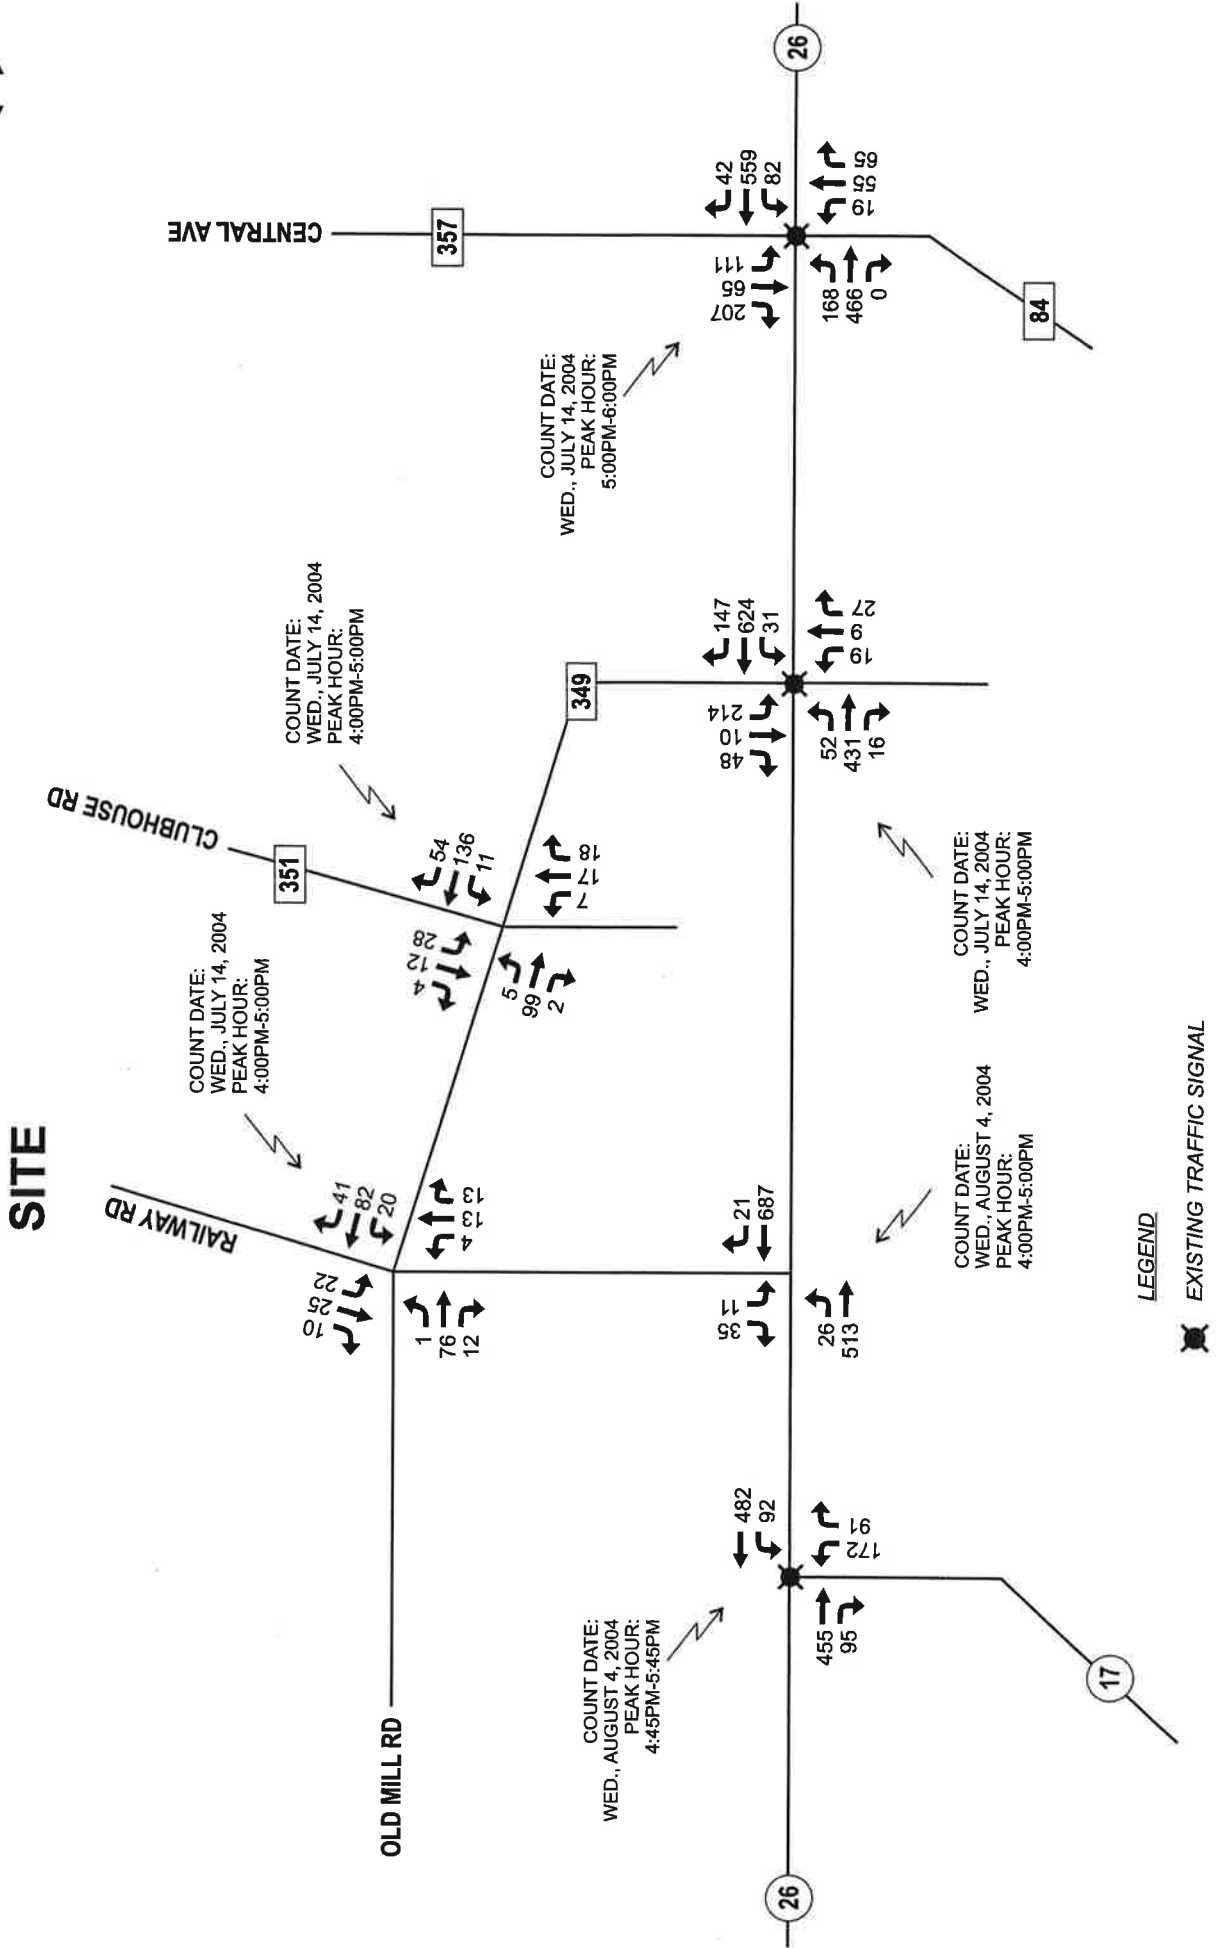 SITE
CENTRAL AVE
357
26
42
559
82
111
65
207
168
466
0
19
55
65
84
COUNT DATE:
WED., JULY 14, 2004
PEAK HOUR:
5:00PM-6:00PM
COUNT DATE:
WED., JULY 14, 2004
PEAK HOUR:
4:00PM-5:00PM
CLUBHOUSE RD
351
349
54
136
11
28
12
4
5
99
2
7
17
18
147
624
31
214
10
48
52
431
16
19
9
27
COUNT DATE:
WED., JULY 14, 2004
PEAK HOUR:
4:00PM-5:00PM
COUNT DATE:
WED., JULY 14, 2004
PEAK HOUR:
4:00PM-5:00PM
RAILWAY RD
41
82
20
22
25
10
1
76
12
4
13
13
21
687
11
35
26
513
COUNT DATE:
WED., AUGUST 4, 2004
PEAK HOUR:
4:00PM-5:00PM
OLD MILL RD
COUNT DATE:
WED., AUGUST 4, 2004
PEAK HOUR:
4:45PM-5:45PM
482
92
455
95
172
91
17
26
LEGEND
EXISTING TRAFFIC SIGNAL